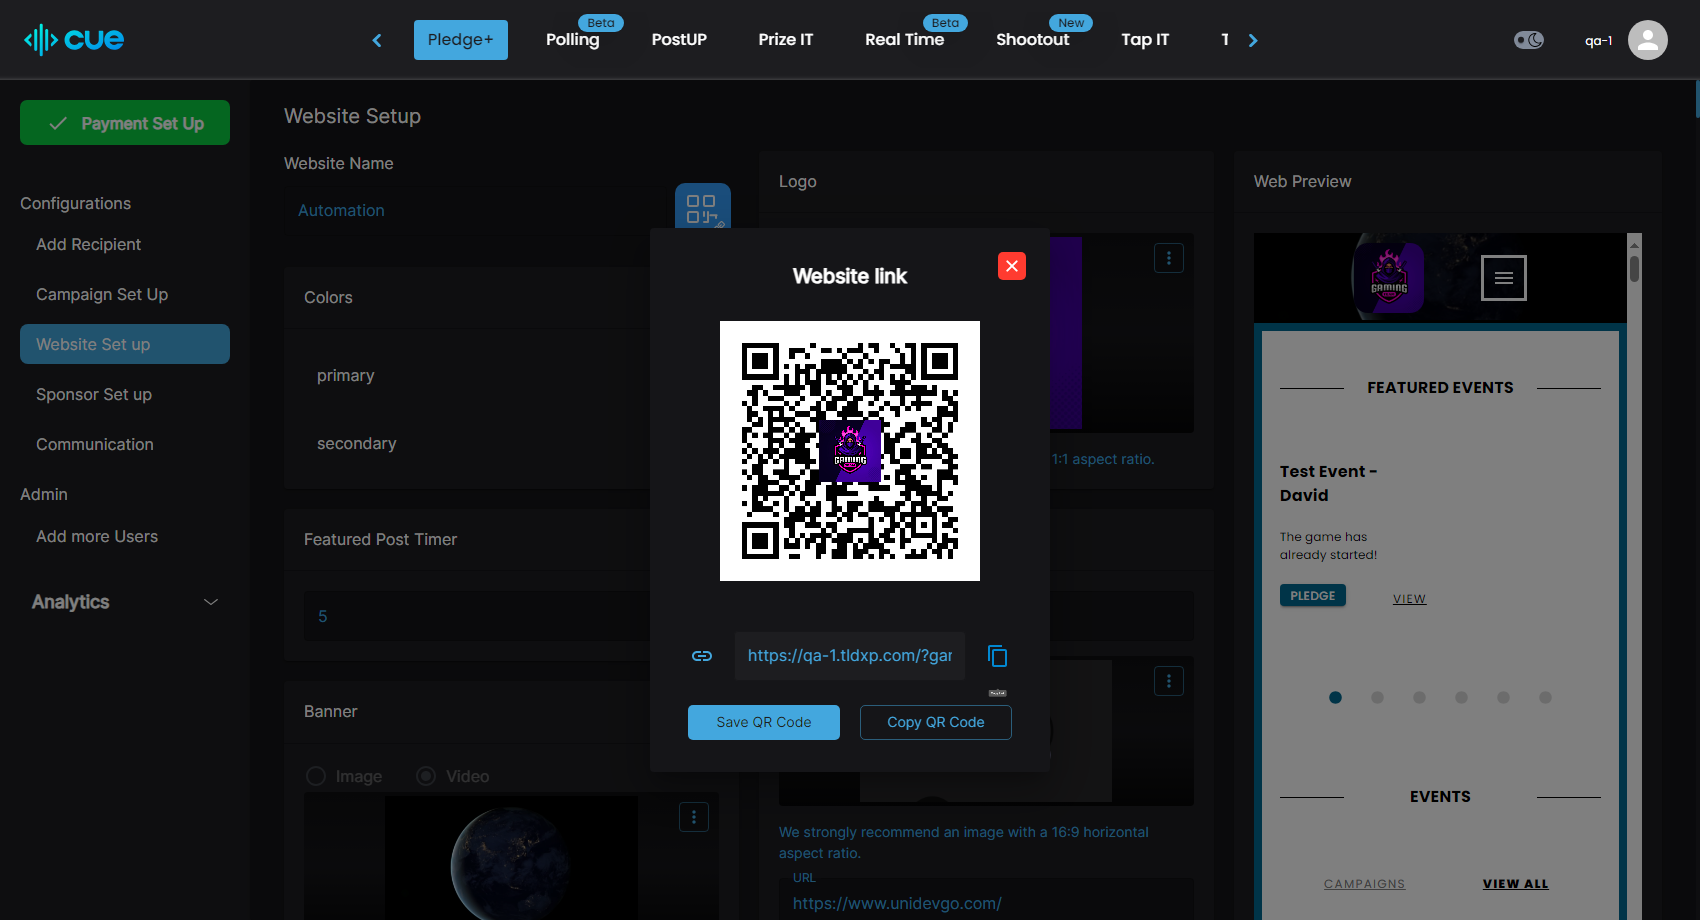 cue
Pledge+
Polling
Beta
PostUP
Prize IT
Real Time
Beta
Shootout
New
Tap IT
T
qa-1
Payment Set Up
Configurations
Add Recipient
Campaign Set Up
Website Set up
Sponsor Set up
Communication
Admin
Add more Users
Analytics
Website Setup
Website Name
Automation
Colors
primary
secondary
Featured Post Timer
5
Banner
Image
Video
Logo
1:1 aspect ratio.
We strongly recommend an image with a 16:9 horizontal
aspect ratio.
URL
https://www.unidevgo.com/
Website link
GAMING
https://qa-1.tldxp.com/?gar
Save QR Code
Copy QR Code
Web Preview
GAMING
FEATURED EVENTS
Test Event -
David
The game has
already started!
PLEDGE
VIEW
EVENTS
CAMPAIGNS
VIEW ALL